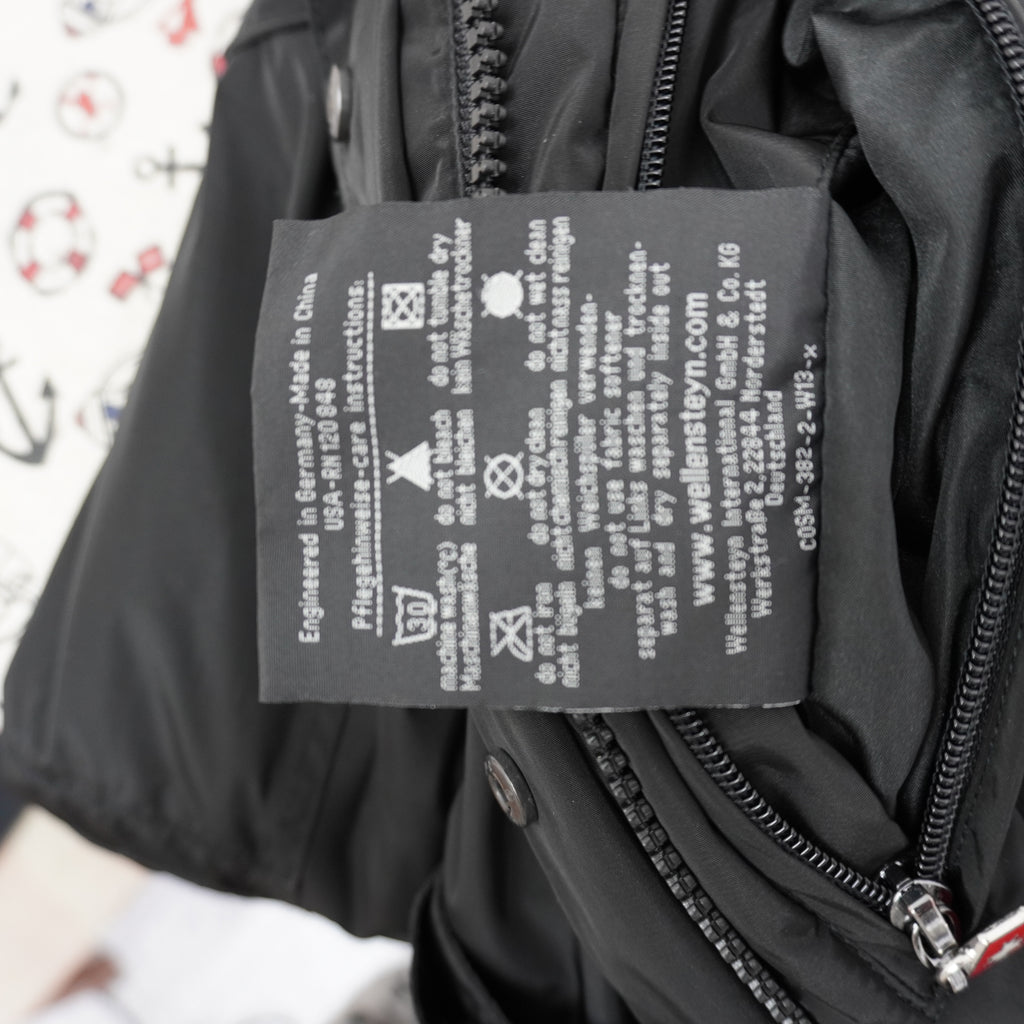 Engineered in Germany-Made in China
USA-RN 120 848
Pflegehinweise-care instructions:
30
machine wash(30°)
Maschinenwäsche
do not bleach
nicht bleichen
do not tumble dry
kein Wäschetrockner
do not iron
nicht bügeln
do not dry clean
nicht chemisch reinigen
do not wet clean
nicht nass reinigen
keinen Weichspüler verwenden-
do not use fabric softner
separat auf Links waschen und trocknen-
wash and dry separately inside out
www.wellensteyn.com
Wellensteyn International GmbH & Co. KG
Werkstraße 2, 22844 Norderstedt
Deutschland
COSM-382-2-W13-x